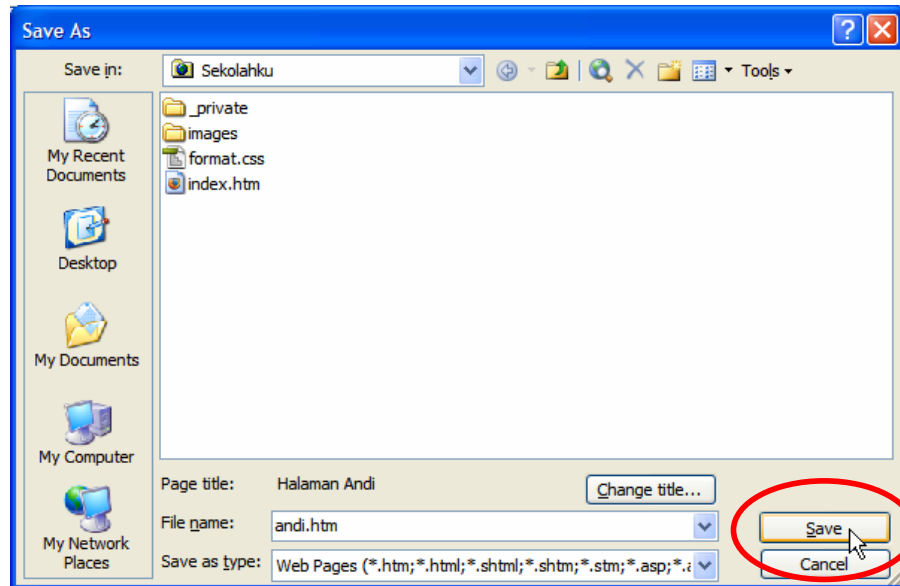 Save As
Save in:
Sekolahku
Tools
_private
images
format.css
index.htm
My Recent
Documents
Desktop
My Documents
My Computer
My Network
Places
Page title:
Halaman Andi
Change title...
File name:
andi.htm
Save
Save as type:
Web Pages (*.htm;*.html;*.shtml;*.shtm;*.stm;*.asp;*.a
Cancel